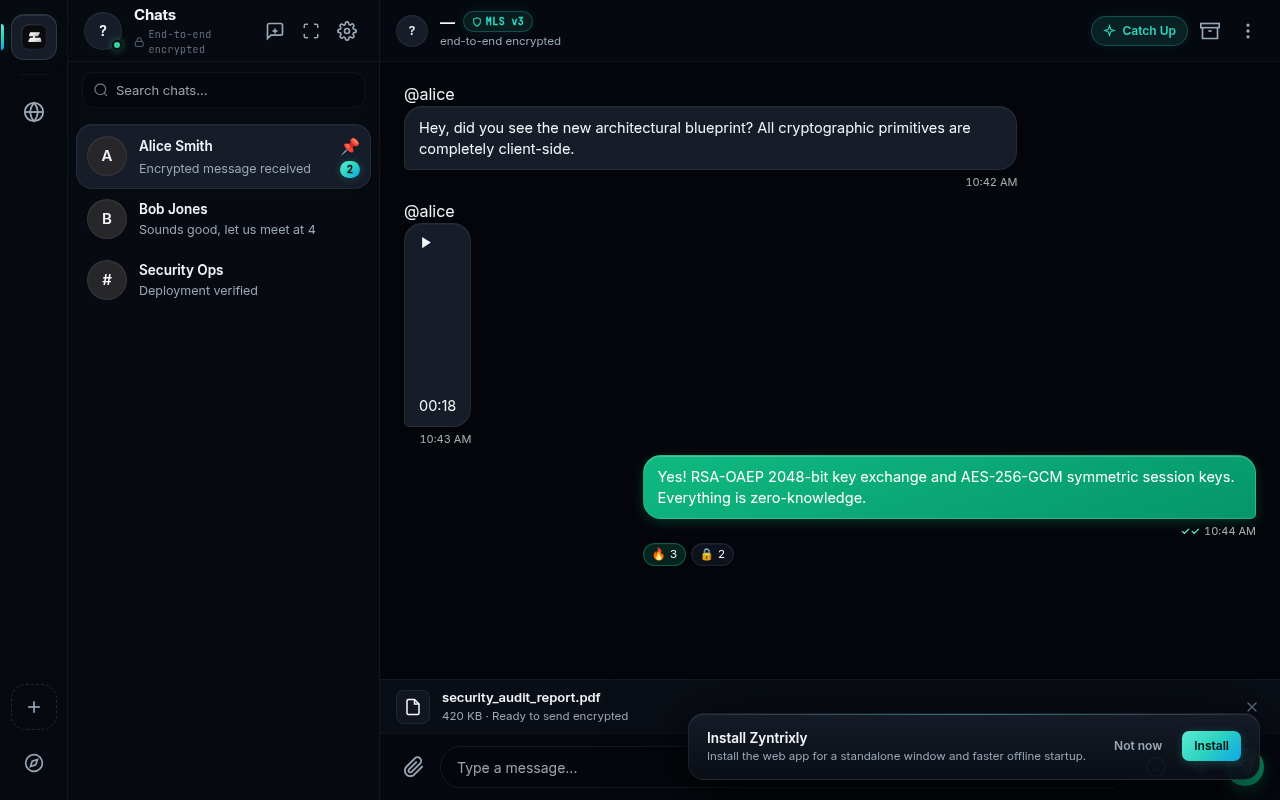 ?
Chats
End-to-end
encrypted
Search chats...
A
Alice Smith
📌
Encrypted message received
2
B
Bob Jones
Sounds good, let us meet at 4
#
Security Ops
Deployment verified
?
—
MLS v3
end-to-end encrypted
Catch Up
@alice
Hey, did you see the new architectural blueprint? All cryptographic primitives are
completely client-side.
10:42 AM
@alice
00:18
10:43 AM
Yes! RSA-OAEP 2048-bit key exchange and AES-256-GCM symmetric session keys.
Everything is zero-knowledge.
10:44 AM
🔥 3
🔒 2
security_audit_report.pdf
420 KB · Ready to send encrypted
Type a message...
Install Zyntrixly
Install the web app for a standalone window and faster offline startup.
Not now
Install